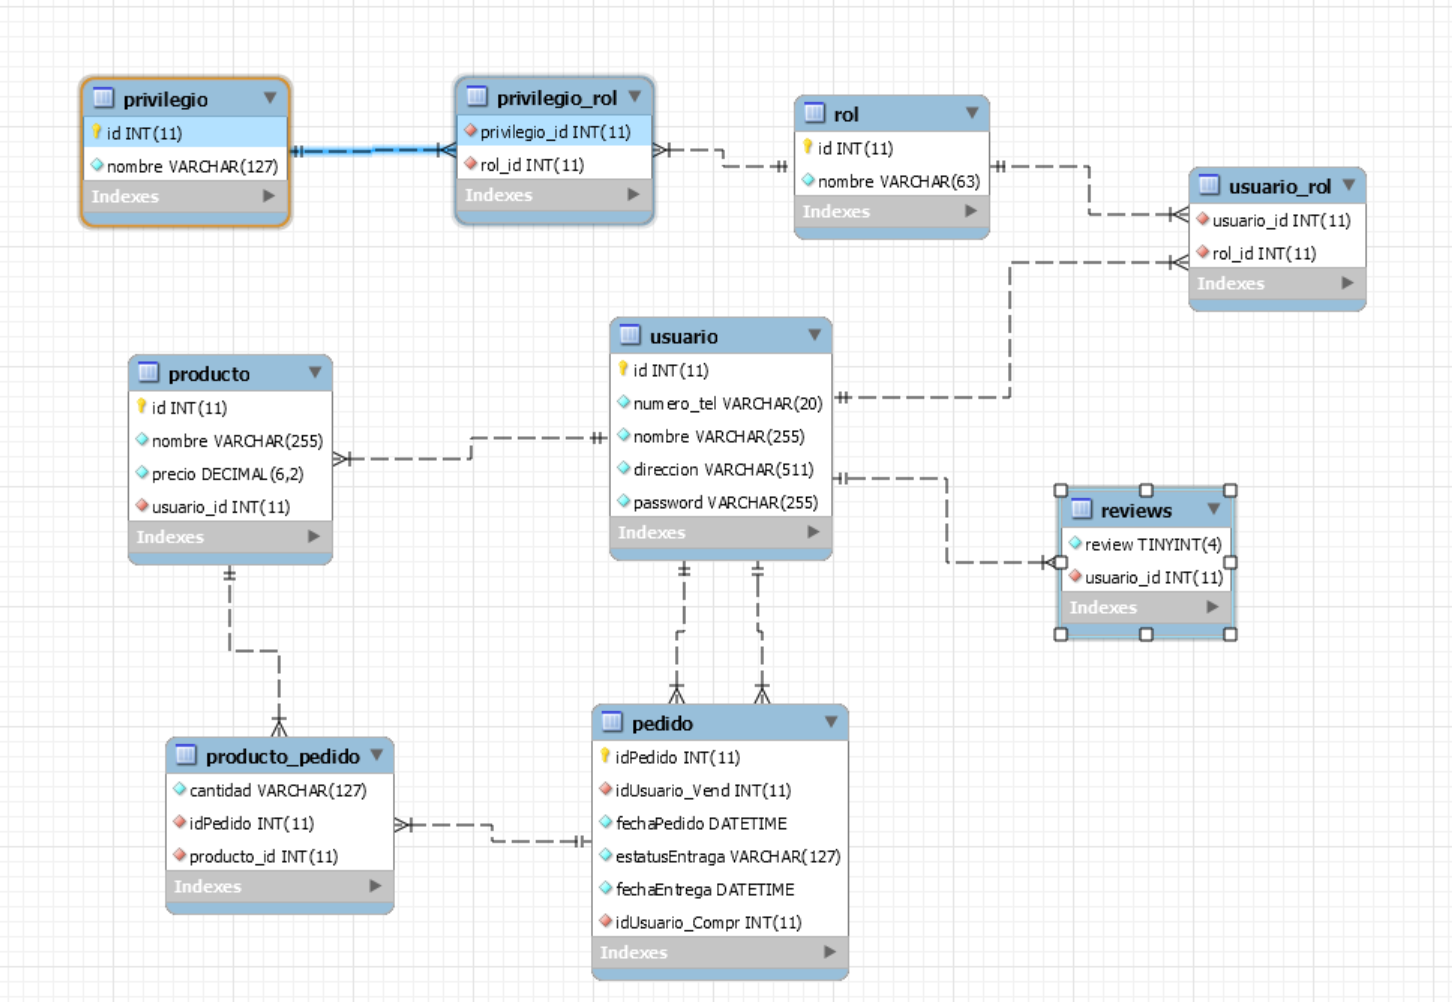 privilegio
id INT(11)
nombre VARCHAR(127)
Indexes
privilegio_rol
privilegio_id INT(11)
rol_id INT(11)
Indexes
rol
id INT(11)
nombre VARCHAR(63)
Indexes
usuario_rol
usuario_id INT(11)
rol_id INT(11)
Indexes
producto
id INT(11)
nombre VARCHAR(255)
precio DECIMAL(6,2)
usuario_id INT(11)
Indexes
usuario
id INT(11)
numero_tel VARCHAR(20)
nombre VARCHAR(255)
direccion VARCHAR(511)
password VARCHAR(255)
Indexes
reviews
review TINYINT(4)
usuario_id INT(11)
Indexes
producto_pedido
cantidad VARCHAR(127)
idPedido INT(11)
producto_id INT(11)
Indexes
pedido
idPedido INT(11)
idUsuario_Vend INT(11)
fechaPedido DATETIME
estatusEntraga VARCHAR(127)
fechaEntrega DATETIME
idUsuario_Compr INT(11)
Indexes